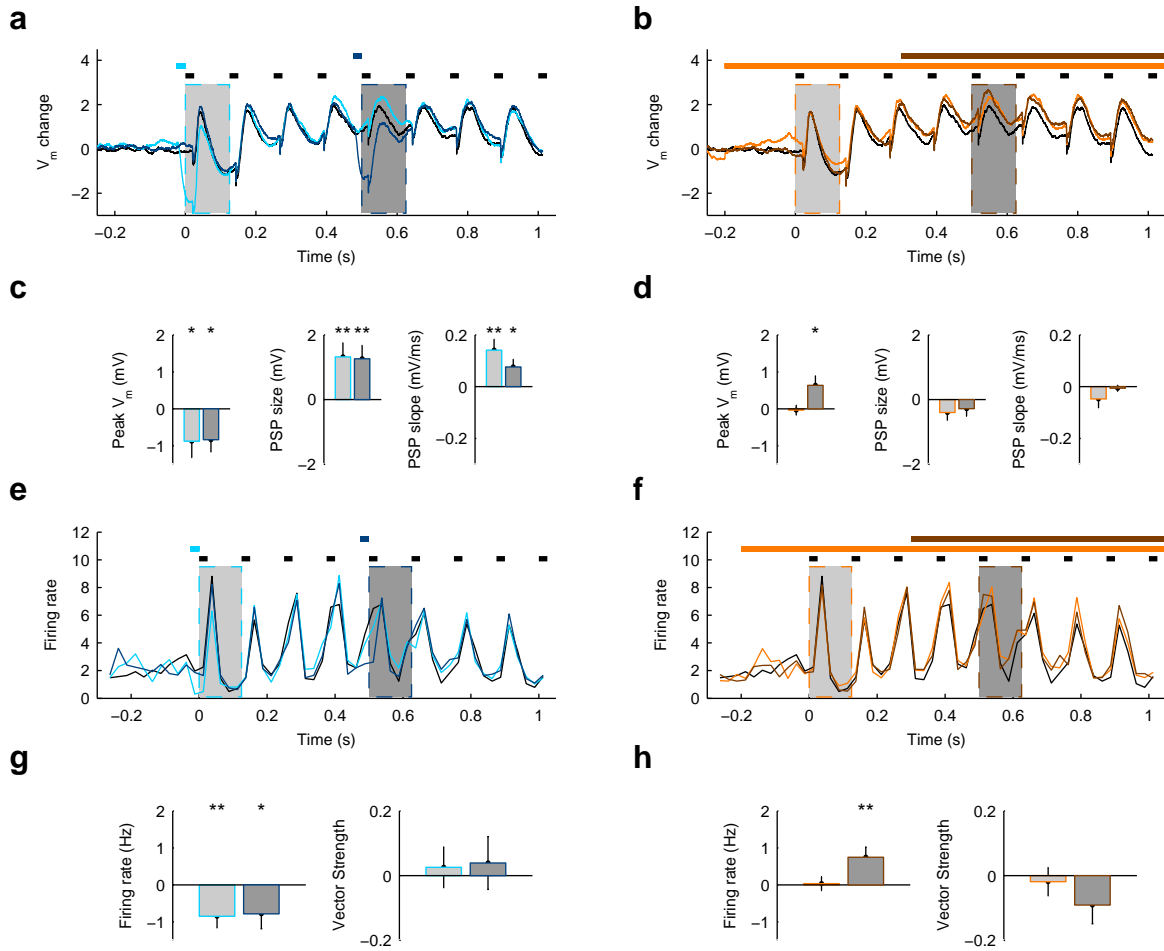 a
4
2
0
−2
V_m change
−0.2 0 0.2 0.4 0.6 0.8 1
Time (s)
b
4
2
0
−2
V_m change
−0.2 0 0.2 0.4 0.6 0.8 1
Time (s)
c
* *
2
1
0
−1
Peak V_m (mV)
** **
2
0
−2
PSP size (mV)
** *
0.2
0
−0.2
PSP slope (mV/ms)
d
*
2
1
0
−1
Peak V_m (mV)
2
0
−2
PSP size (mV)
0.2
0
−0.2
PSP slope (mV/ms)
e
12
10
8
6
4
2
0
Firing rate
−0.2 0 0.2 0.4 0.6 0.8 1
Time (s)
f
12
10
8
6
4
2
0
Firing rate
−0.2 0 0.2 0.4 0.6 0.8 1
Time (s)
g
** *
2
1
0
−1
Firing rate (Hz)
0.2
0
−0.2
Vector Strength
h
**
2
1
0
−1
Firing rate (Hz)
0.2
0
−0.2
Vector Strength